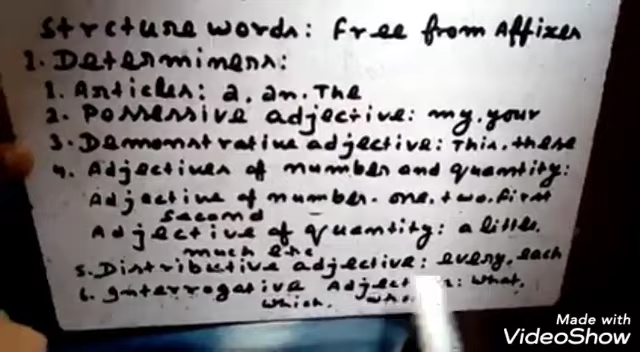 Strcture words: Free from Affixes
1. Determiners:
1. Articles: a. an. The
2. Possessive adjective: my. your
3. Demonstrative adjective: This. these
4. Adjectives of number and quantity:
Adjective of number. one. two. first
second
Adjective of quantity: a little.
much etc
5. Distributive adjective: every, each
6. Interrogative Adject : what.
which.
Made with
VideoShow